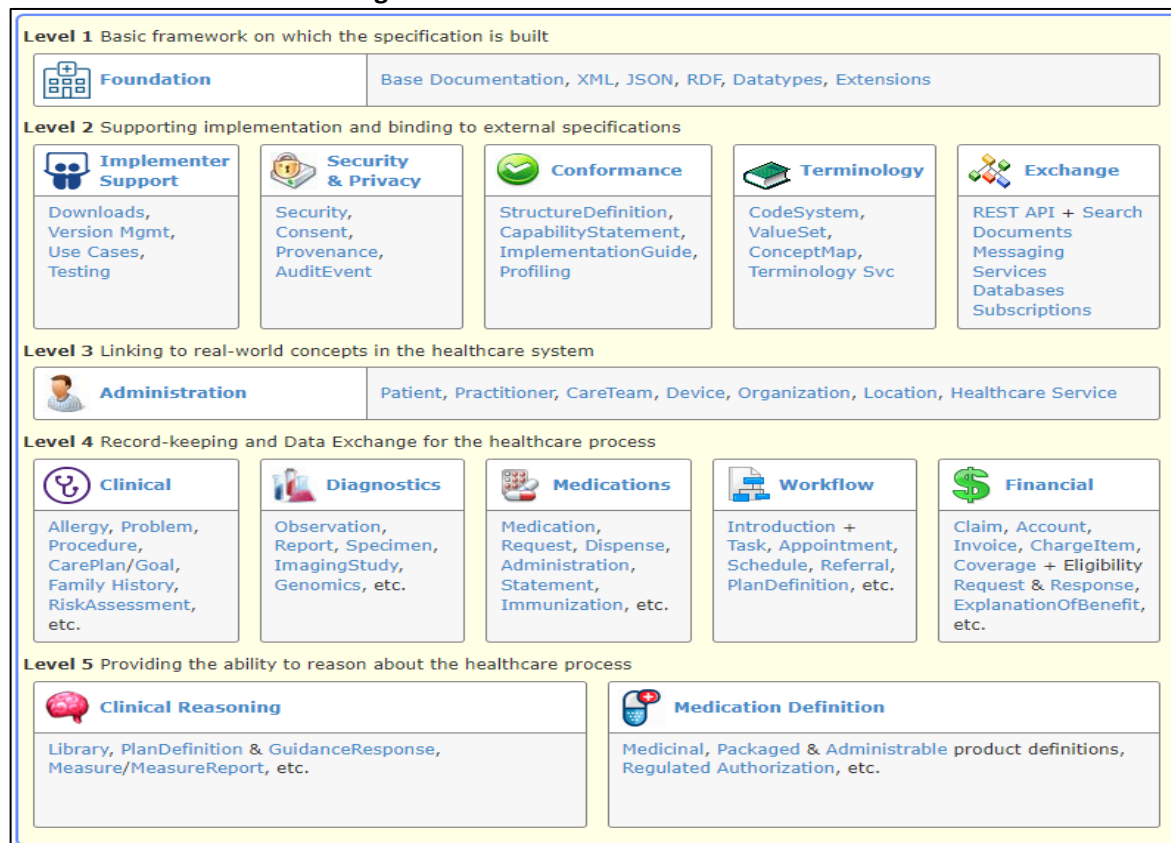 Level 1 Basic framework on which the specification is built
Foundation
Base Documentation, XML, JSON, RDF, Datatypes, Extensions
Level 2 Supporting implementation and binding to external specifications
Implementer
Support
Downloads,
Version Mgmt,
Use Cases,
Testing
Security
& Privacy
Security,
Consent,
Provenance,
AuditEvent
Conformance
StructureDefinition,
CapabilityStatement,
ImplementationGuide,
Profiling
Terminology
CodeSystem,
ValueSet,
ConceptMap,
Terminology Svc
Exchange
REST API + Search
Documents
Messaging
Services
Databases
Subscriptions
Level 3 Linking to real-world concepts in the healthcare system
Administration
Patient, Practitioner, CareTeam, Device, Organization, Location, Healthcare Service
Level 4 Record-keeping and Data Exchange for the healthcare process
Clinical
Allergy, Problem,
Procedure,
CarePlan/Goal,
Family History,
RiskAssessment,
etc.
Diagnostics
Observation,
Report, Specimen,
ImagingStudy,
Genomics, etc.
Medications
Medication,
Request, Dispense,
Administration,
Statement,
Immunization, etc.
Workflow
Introduction +
Task, Appointment,
Schedule, Referral,
PlanDefinition, etc.
Financial
Claim, Account,
Invoice, ChargeItem,
Coverage + Eligibility
Request & Response,
ExplanationOfBenefit,
etc.
Level 5 Providing the ability to reason about the healthcare process
Clinical Reasoning
Library, PlanDefinition & GuidanceResponse,
Measure/MeasureReport, etc.
Medication Definition
Medicinal, Packaged & Administrable product definitions,
Regulated Authorization, etc.